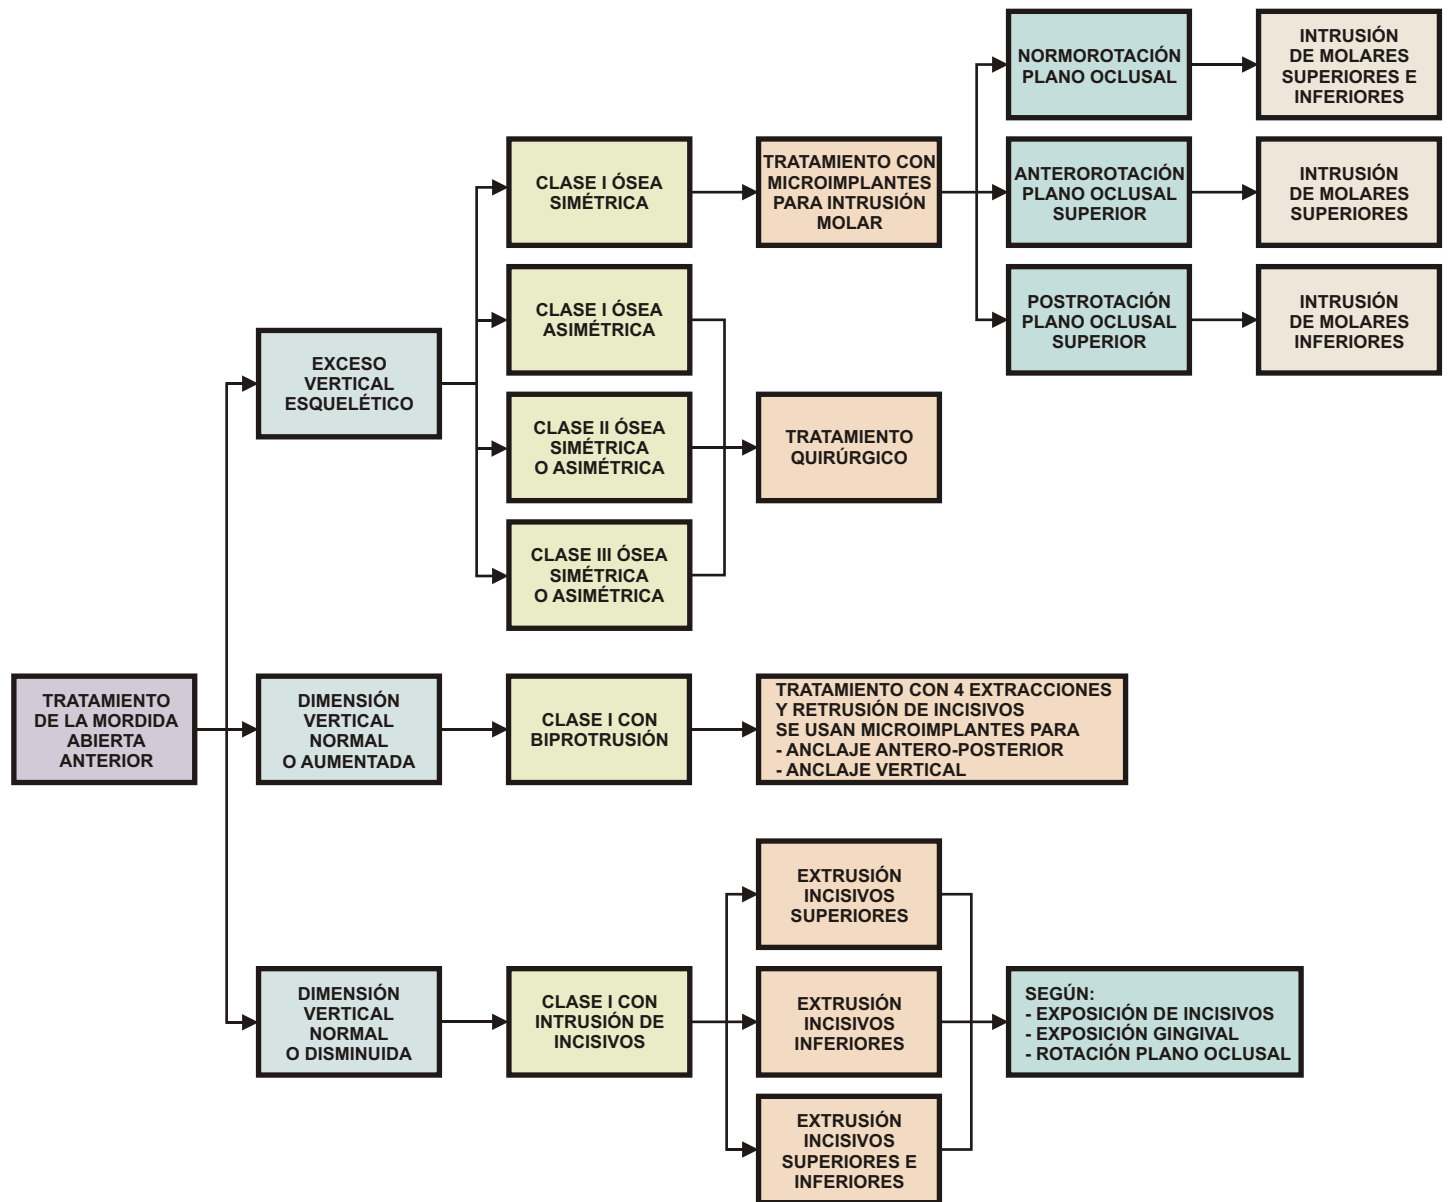 NORMOROTACIÓN
PLANO OCLUSAL
INTRUSIÓN
DE MOLARES
SUPERIORES E
INFERIORES
CLASE I ÓSEA
SIMÉTRICA
TRATAMIENTO CON
MICROIMPLANTES
PARA INTRUSIÓN
MOLAR
ANTEROROTACIÓN
PLANO OCLUSAL
SUPERIOR
INTRUSIÓN
DE MOLARES
SUPERIORES
CLASE I ÓSEA
ASIMÉTRICA
POSTROTACIÓN
PLANO OCLUSAL
SUPERIOR
INTRUSIÓN
DE MOLARES
INFERIORES
EXCESO
VERTICAL
ESQUELÉTICO
CLASE II ÓSEA
SIMÉTRICA
O ASIMÉTRICA
TRATAMIENTO
QUIRÚRGICO
CLASE III ÓSEA
SIMÉTRICA
O ASIMÉTRICA
TRATAMIENTO
DE LA MORDIDA
ABIERTA
ANTERIOR
DIMENSIÓN
VERTICAL
NORMAL
O AUMENTADA
CLASE I CON
BIPROTRUSIÓN
TRATAMIENTO CON 4 EXTRACCIONES
Y RETRUSIÓN DE INCISIVOS
SE USAN MICROIMPLANTES PARA
- ANCLAJE ANTERO-POSTERIOR
- ANCLAJE VERTICAL
EXTRUSIÓN
INCISIVOS
SUPERIORES
DIMENSIÓN
VERTICAL
NORMAL
O DISMINUIDA
CLASE I CON
INTRUSIÓN DE
INCISIVOS
EXTRUSIÓN
INCISIVOS
INFERIORES
SEGÚN:
- EXPOSICIÓN DE INCISIVOS
- EXPOSICIÓN GINGIVAL
- ROTACIÓN PLANO OCLUSAL
EXTRUSIÓN
INCISIVOS
SUPERIORES E
INFERIORES